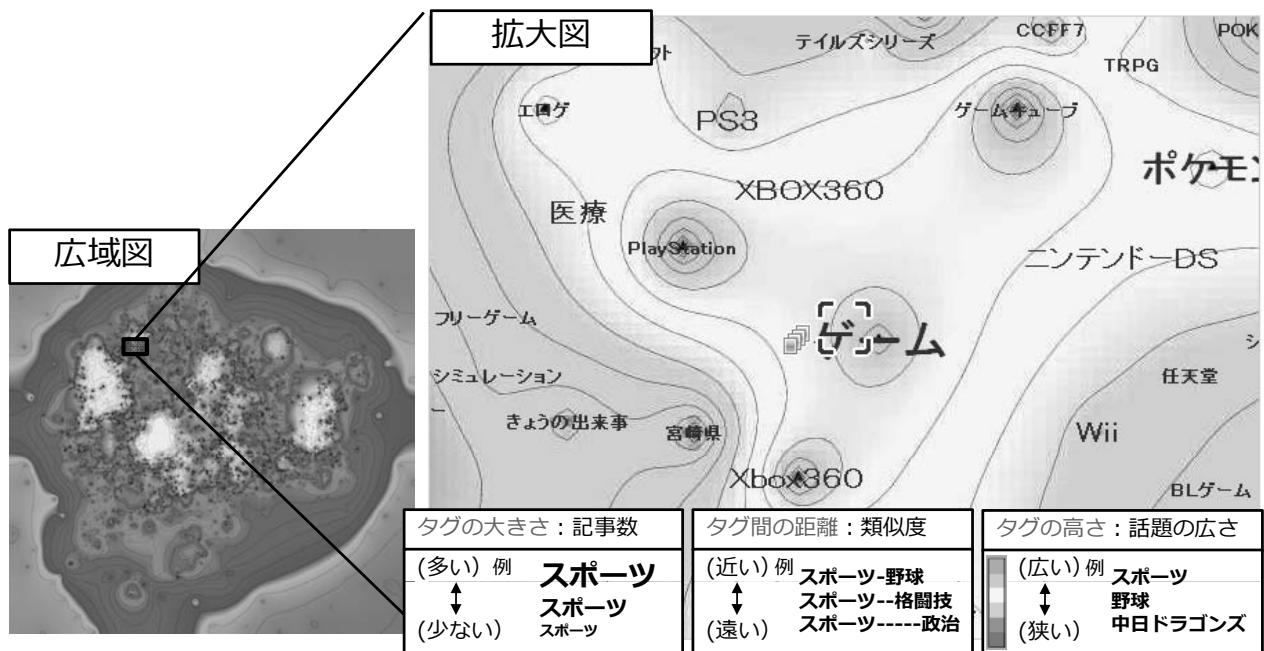 拡大図
テイルズシリーズ
CCFF7
POK
TRPG
エロゲ
PS3
ゲームキューブ
ポケモン
XBOX360
医療
PlayStation
ニンテンドーDS
広域図
フリーゲーム
ゲーム
シミュレーション
任天堂
きょうの出来事
宮崎県
Wii
Xbox360
BLゲーム
タグの大きさ：記事数
(多い) 例 スポーツ
スポーツ
(少ない) スポーツ
タグ間の距離：類似度
(近い) 例 スポーツ-野球
スポーツ--格闘技
(遠い) スポーツ-----政治
タグの高さ：話題の広さ
(広い) 例 スポーツ
野球
(狭い) 中日ドラゴンズ